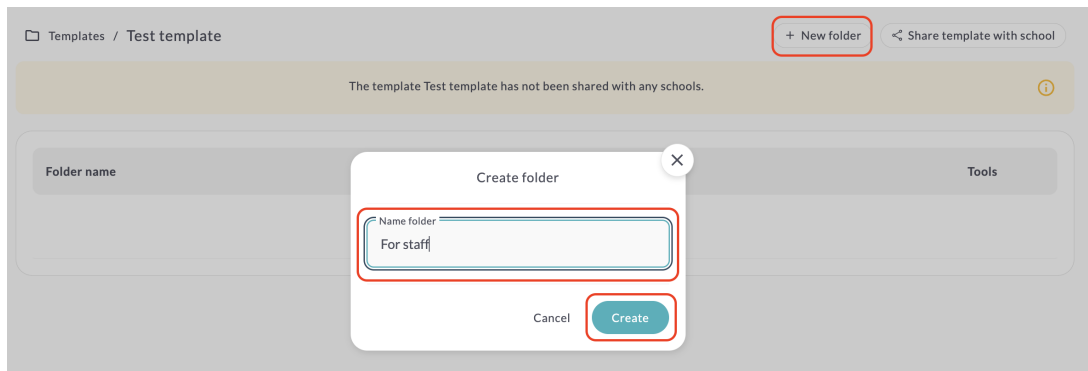 Templates / Test template
+ New folder
Share template with school
The template Test template has not been shared with any schools.
Folder name
Tools
Create folder
Name folder
For staff
Cancel
Create